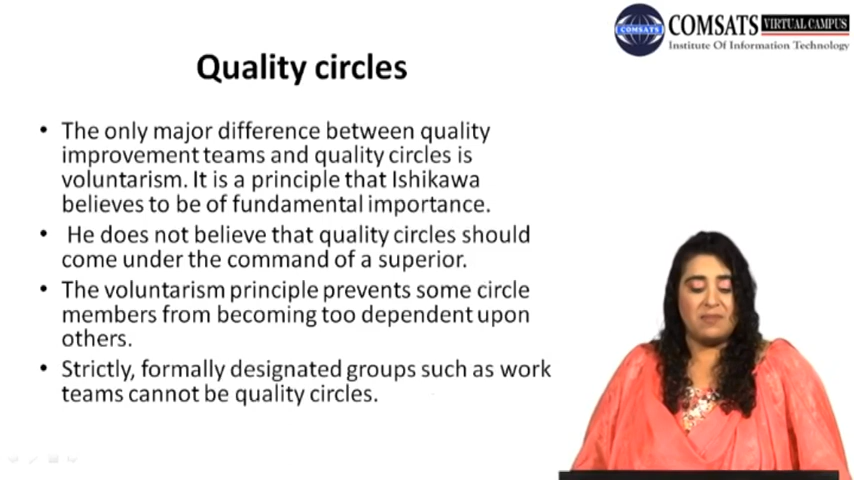 COMSATS VIRTUAL CAMPUS
Institute Of Information Technology
COMSATS
Quality circles
• The only major difference between quality
improvement teams and quality circles is
voluntarism. It is a principle that Ishikawa
believes to be of fundamental importance.
• He does not believe that quality circles should
come under the command of a superior.
• The voluntarism principle prevents some circle
members from becoming too dependent upon
others.
• Strictly, formally designated groups such as work
teams cannot be quality circles.